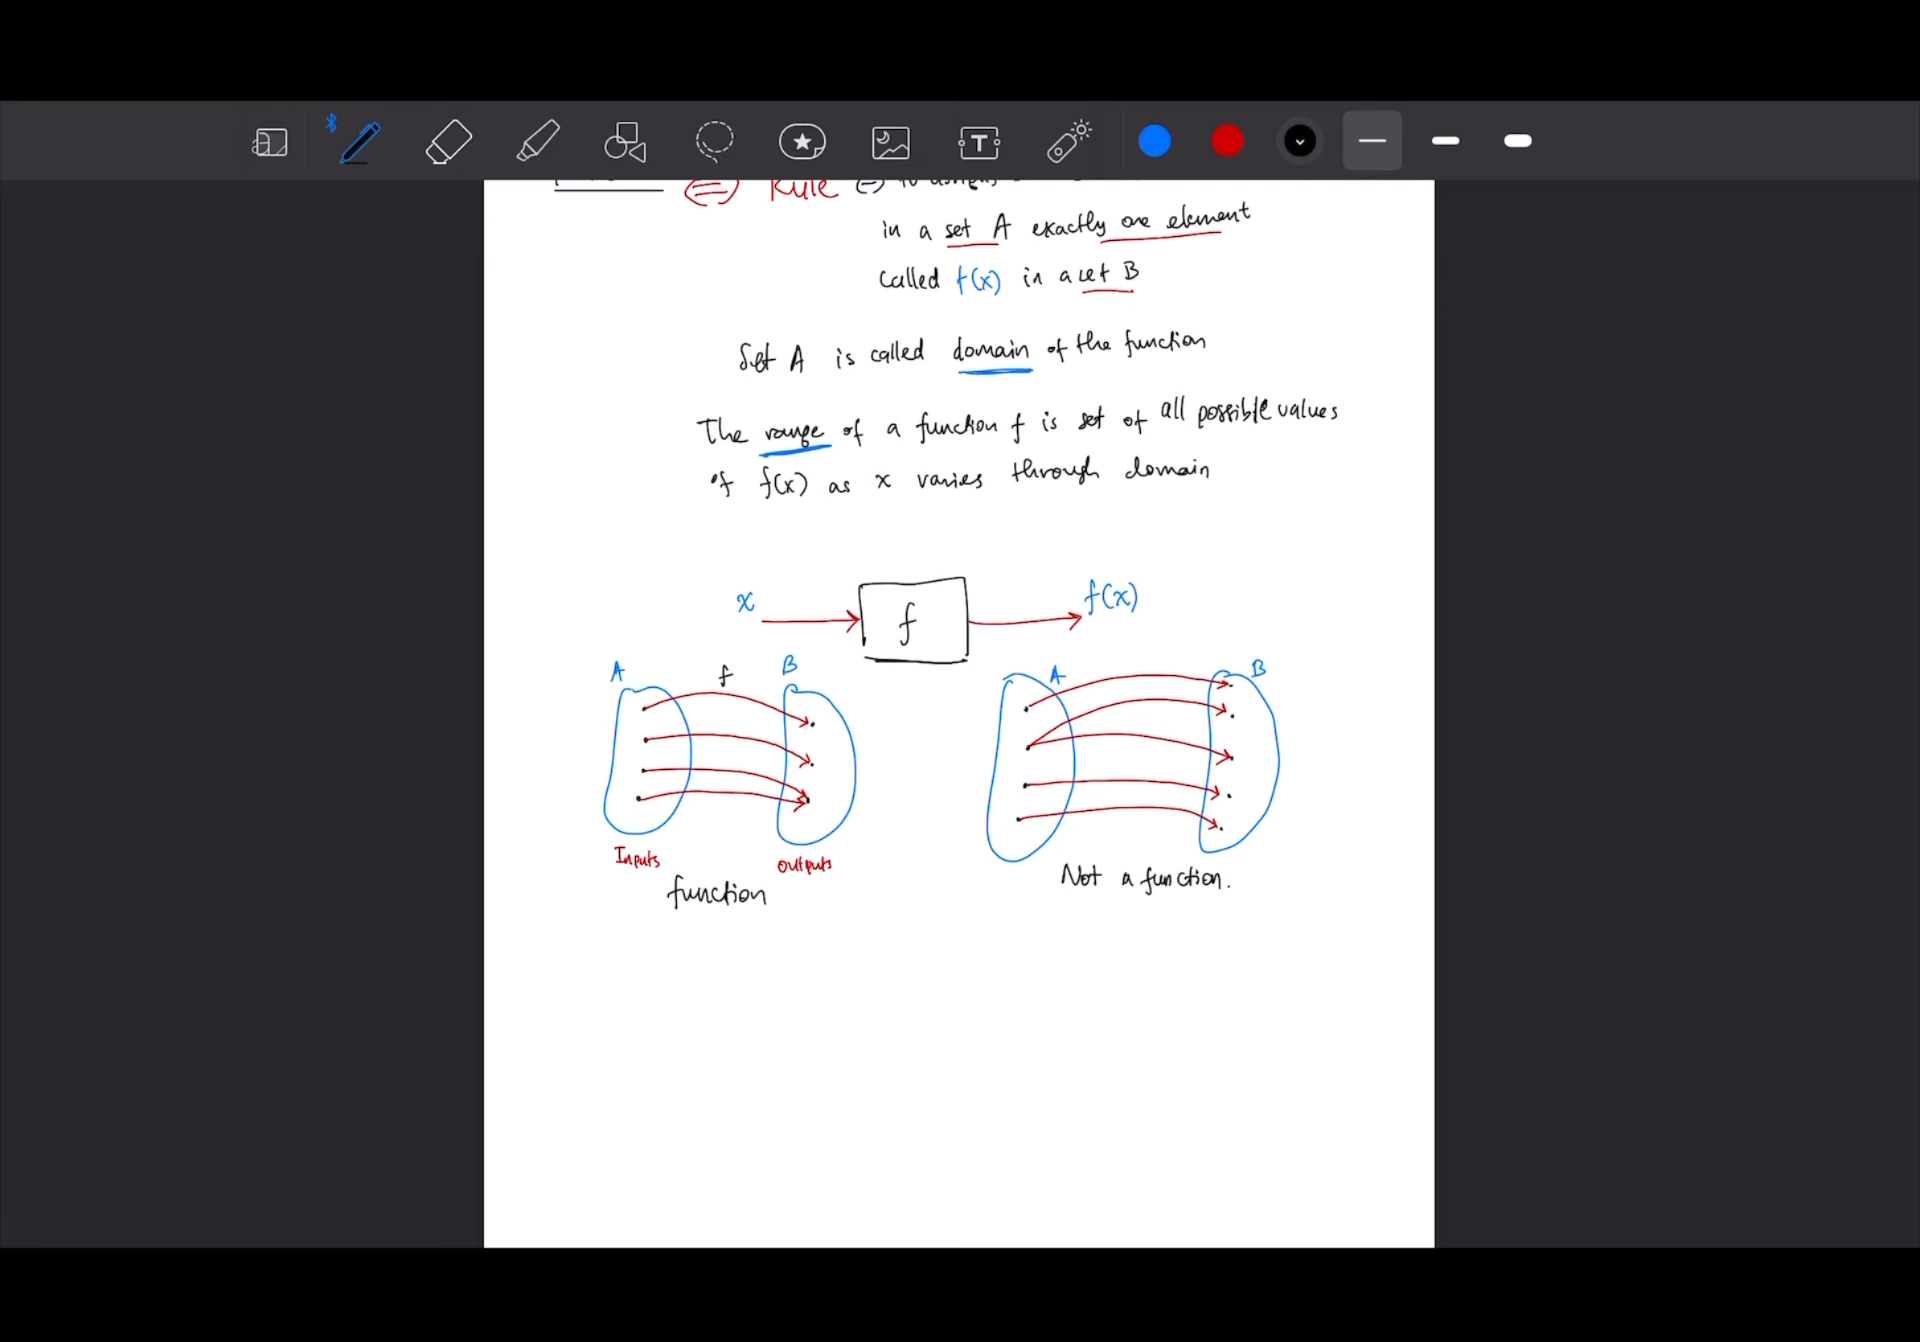 ⇔ Rule
in a set A exactly one element
called f(x) in a set B
Set A is called domain of the function
The range of a function f is set of all possible values
of f(x) as x varies through domain
x f f(x)
A f B A B
Inputs outputs
function Not a function.